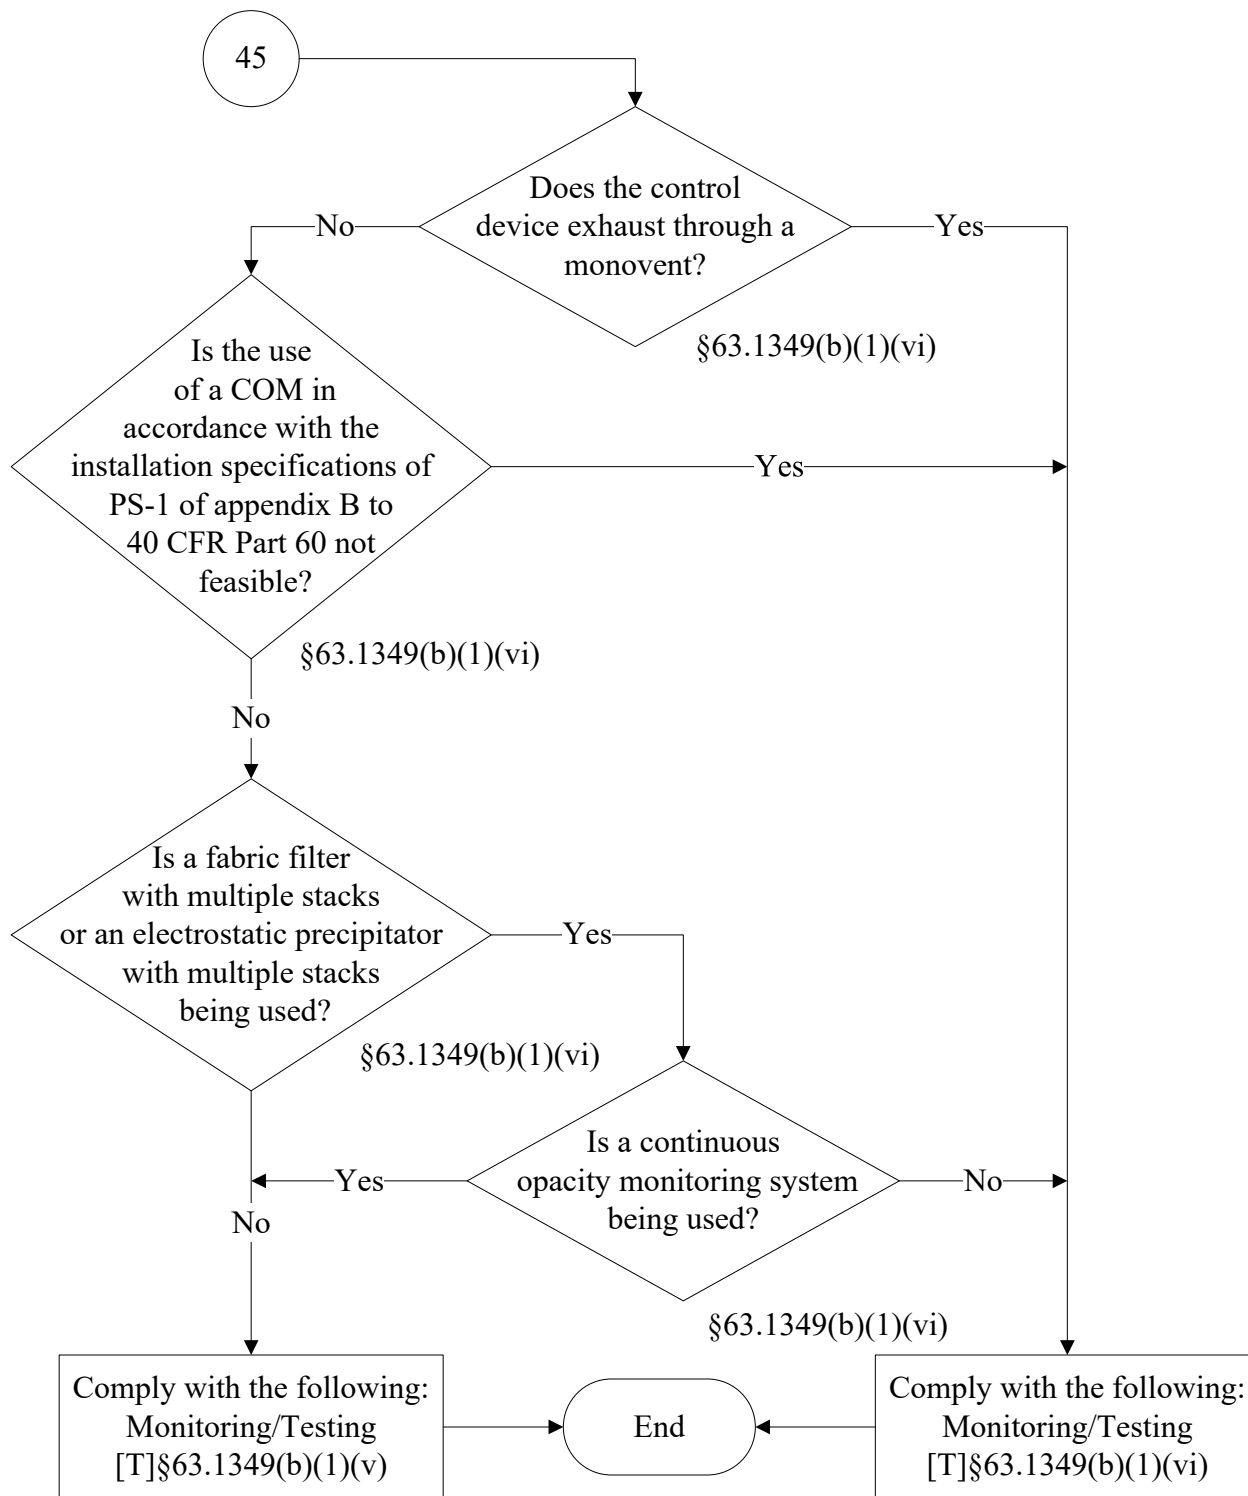 45
Does the control
device exhaust through a
monovent?
No
Yes
§63.1349(b)(1)(vi)
Is the use
of a COM in
accordance with the
installation specifications of
PS-1 of appendix B to
40 CFR Part 60 not
feasible?
Yes
§63.1349(b)(1)(vi)
No
Is a fabric filter
with multiple stacks
or an electrostatic precipitator
with multiple stacks
being used?
Yes
§63.1349(b)(1)(vi)
Is a continuous
opacity monitoring system
being used?
Yes
No
No
§63.1349(b)(1)(vi)
Comply with the following:
Monitoring/Testing
[T]§63.1349(b)(1)(v)
End
Comply with the following:
Monitoring/Testing
[T]§63.1349(b)(1)(vi)